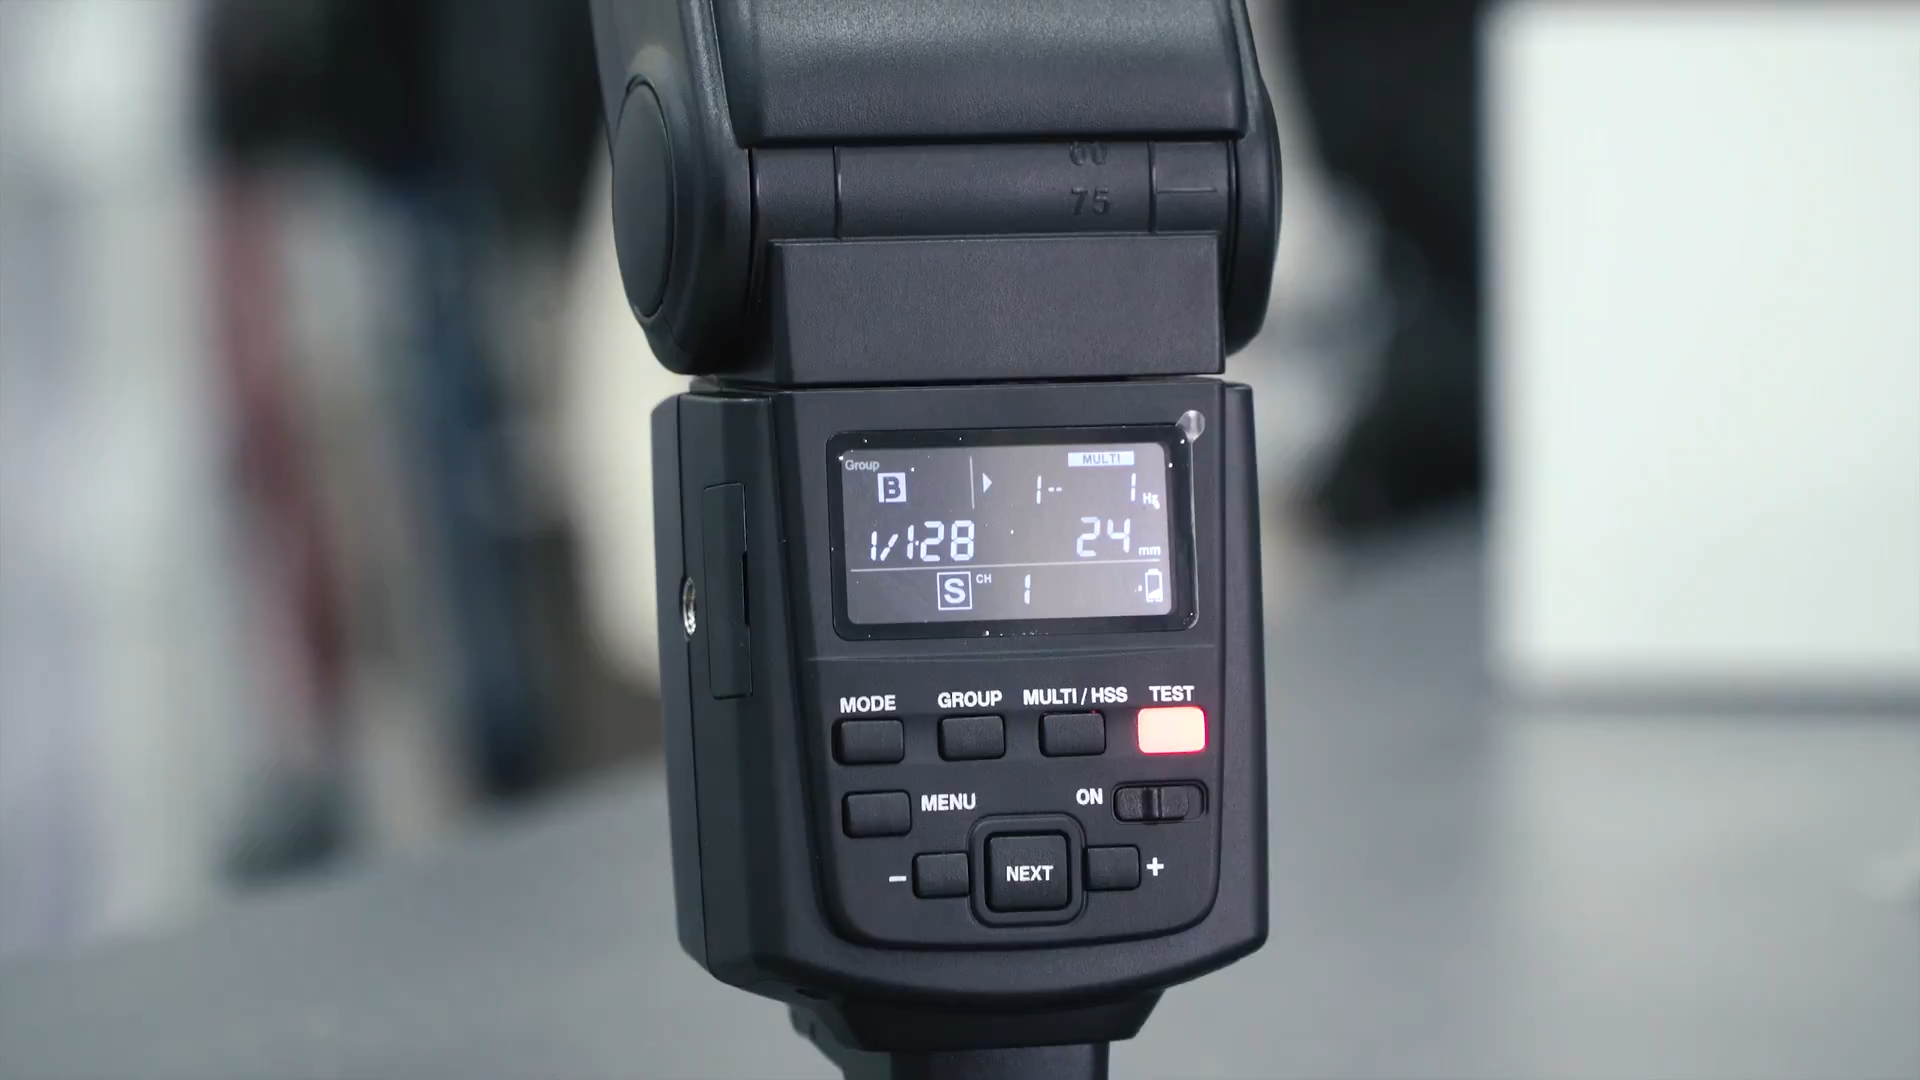 60
75
Group MULTI
B 1-- 1 Hz
1/128 24 mm
S CH 1
MODE GROUP MULTI / HSS TEST
MENU ON
– NEXT +